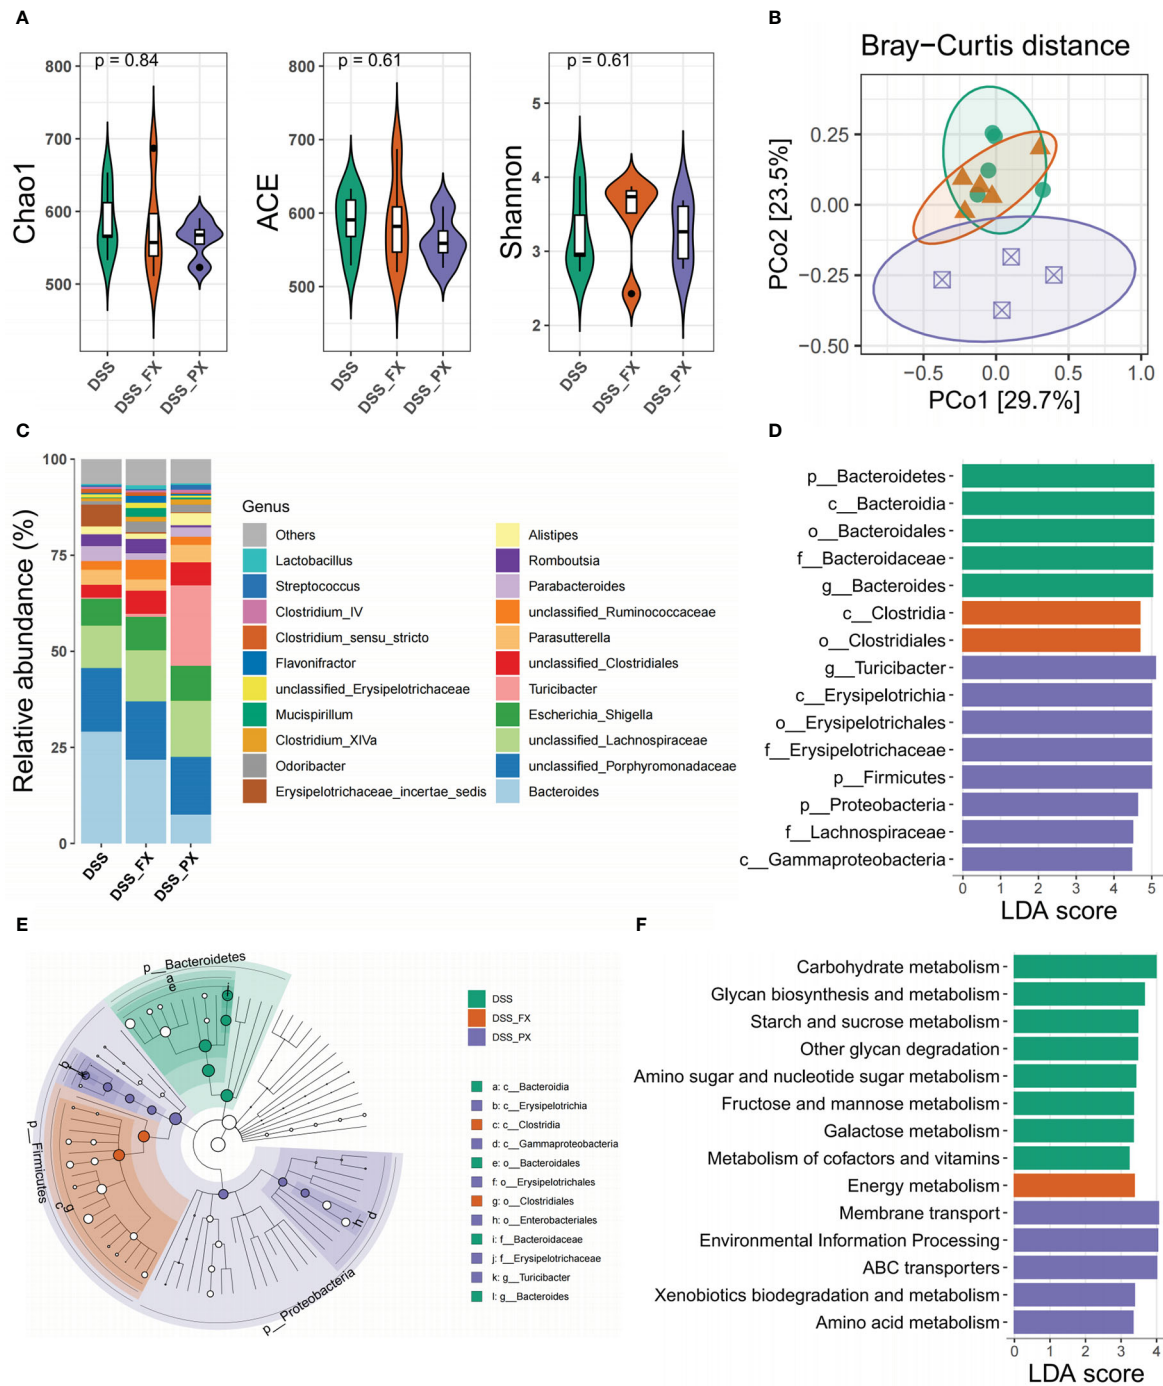 A
p = 0.84
p = 0.61
p = 0.61
Chao1
800
700
600
500
DSS
DSS_FX
DSS_PX
ACE
800
700
600
500
DSS
DSS_FX
DSS_PX
Shannon
5
4
3
2
DSS
DSS_FX
DSS_PX
B
Bray−Curtis distance
PCo2 [23.5%]
0.25
0.00
−0.25
−0.50
−0.5
0.0
0.5
1.0
PCo1 [29.7%]
C
Relative abundance (%)
100
75
50
25
0
DSS
DSS_FX
DSS_PX
Genus
Others
Lactobacillus
Streptococcus
Clostridium_IV
Clostridium_sensu_stricto
Flavonifractor
unclassified_Erysipelotrichaceae
Mucispirillum
Clostridium_XIVa
Odoribacter
Erysipelotrichaceae_incertae_sedis
Alistipes
Romboutsia
Parabacteroides
unclassified_Ruminococcaceae
Parasutterella
unclassified_Clostridiales
Turicibacter
Escherichia_Shigella
unclassified_Lachnospiraceae
unclassified_Porphyromonadaceae
Bacteroides
D
p__Bacteroidetes
c__Bacteroidia
o__Bacteroidales
f__Bacteroidaceae
g__Bacteroides
c__Clostridia
o__Clostridiales
g__Turicibacter
c__Erysipelotrichia
o__Erysipelotrichales
f__Erysipelotrichaceae
p__Firmicutes
p__Proteobacteria
f__Lachnospiraceae
c__Gammaproteobacteria
0 1 2 3 4 5
LDA score
E
p__Bacteroidetes
a
e
p__Firmicutes
c
g
p__Proteobacteria
h
d
DSS
DSS_FX
DSS_PX
a: c__Bacteroidia
b: c__Erysipelotrichia
c: c__Clostridia
d: c__Gammaproteobacteria
e: o__Bacteroidales
f: o__Erysipelotrichales
g: o__Clostridiales
h: o__Enterobacteriales
i: f__Bacteroidaceae
j: f__Erysipelotrichaceae
k: g__Turicibacter
l: g__Bacteroides
F
Carbohydrate metabolism
Glycan biosynthesis and metabolism
Starch and sucrose metabolism
Other glycan degradation
Amino sugar and nucleotide sugar metabolism
Fructose and mannose metabolism
Galactose metabolism
Metabolism of cofactors and vitamins
Energy metabolism
Membrane transport
Environmental Information Processing
ABC transporters
Xenobiotics biodegradation and metabolism
Amino acid metabolism
0 1 2 3 4
LDA score